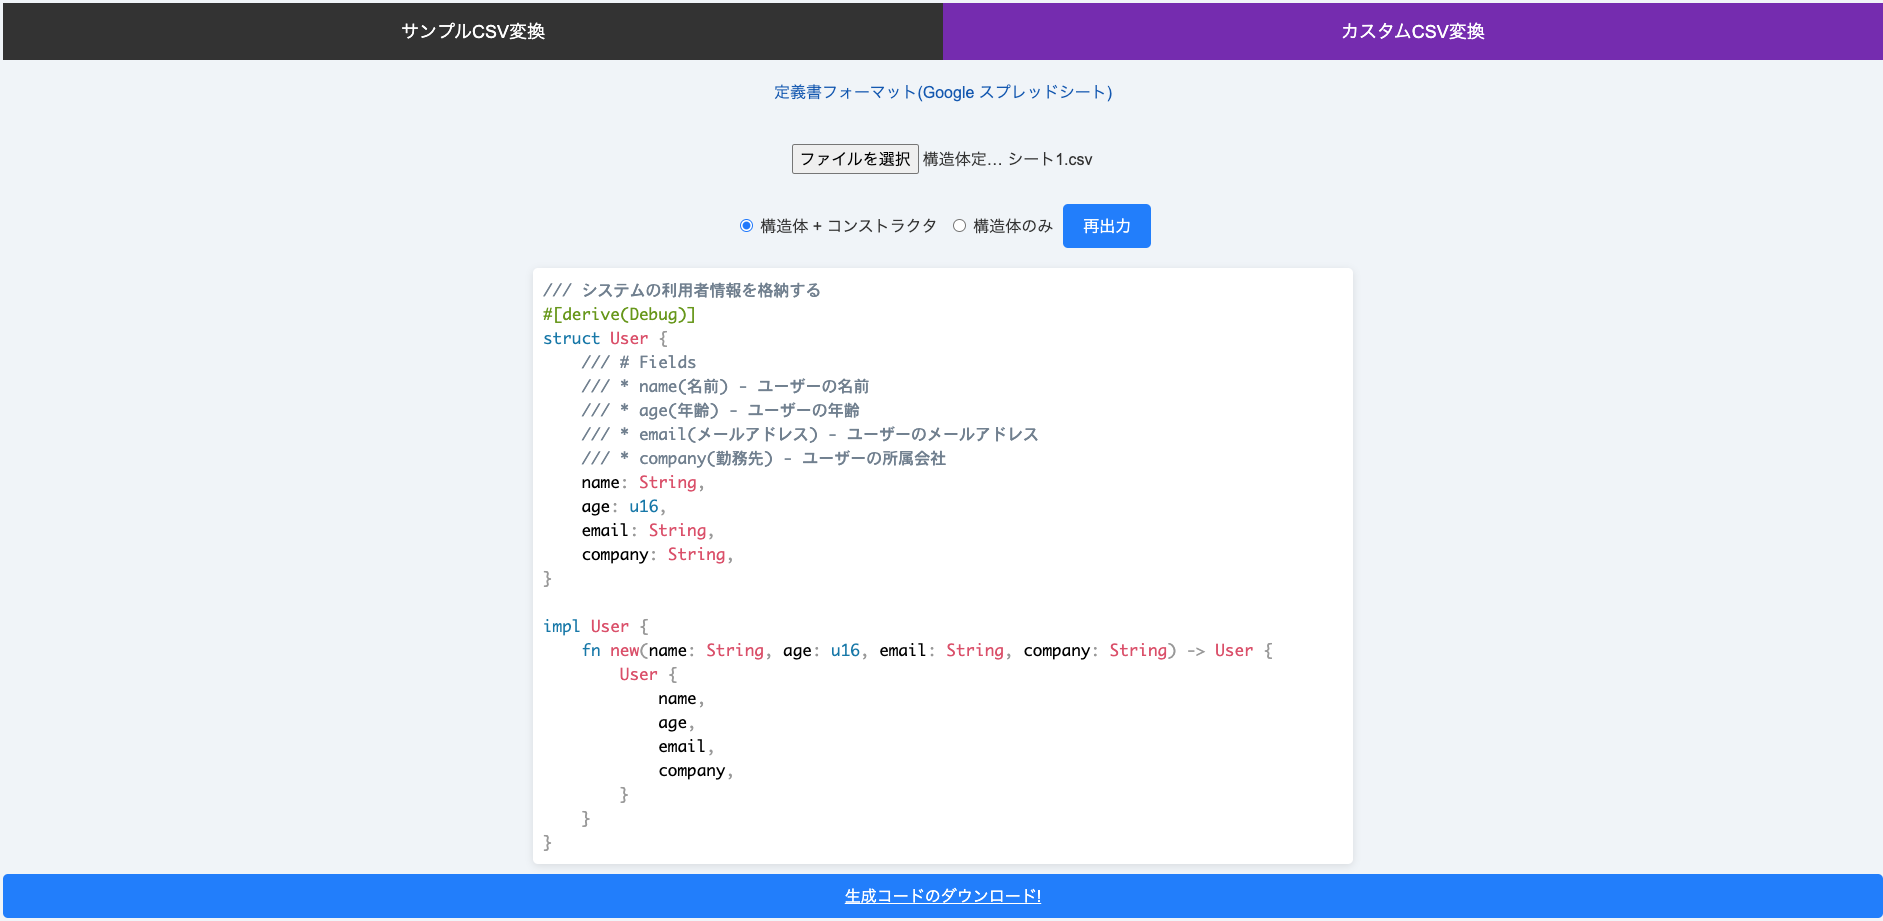 サンプルCSV変換
カスタムCSV変換
定義書フォーマット(Google スプレッドシート)
ファイルを選択 構造体定… シート1.csv
構造体 + コンストラクタ 構造体のみ 再出力
/// システムの利用者情報を格納する
#[derive(Debug)]
struct User {
    /// # Fields
    /// * name(名前) - ユーザーの名前
    /// * age(年齢) - ユーザーの年齢
    /// * email(メールアドレス) - ユーザーのメールアドレス
    /// * company(勤務先) - ユーザーの所属会社
    name: String,
    age: u16,
    email: String,
    company: String,
}
impl User {
    fn new(name: String, age: u16, email: String, company: String) -> User {
        User {
            name,
            age,
            email,
            company,
        }
    }
}
生成コードのダウンロード!